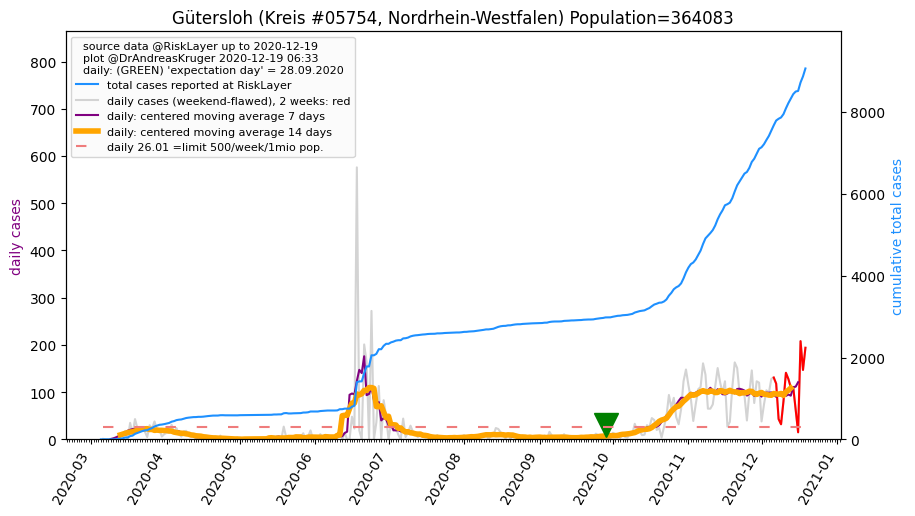 Gütersloh (Kreis #05754, Nordrhein-Westfalen) Population=364083
source data @RiskLayer up to 2020-12-19
plot @DrAndreasKruger 2020-12-19 06:33
daily: (GREEN) 'expectation day' = 28.09.2020
total cases reported at RiskLayer
daily cases (weekend-flawed), 2 weeks: red
daily: centered moving average 7 days
daily: centered moving average 14 days
daily 26.01 =limit 500/week/1mio pop.
daily cases
800
700
600
500
400
300
200
100
0
cumulative total cases
8000
6000
4000
2000
0
2020-03
2020-04
2020-05
2020-06
2020-07
2020-08
2020-09
2020-10
2020-11
2020-12
2021-01